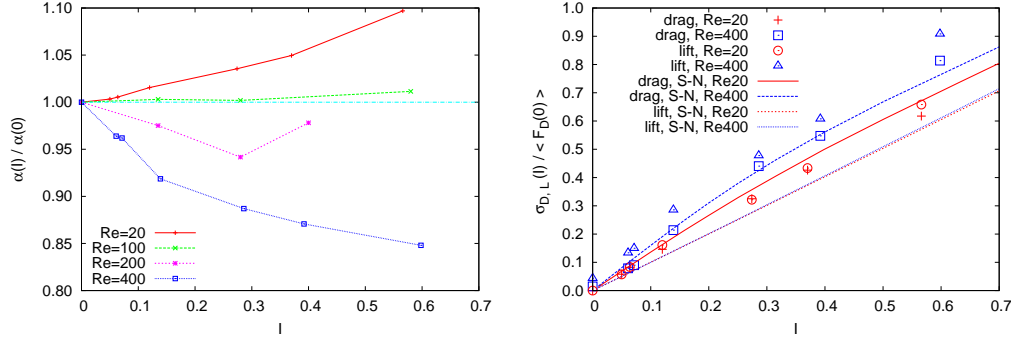 1.10
1.05
1.00
0.95
0.90
0.85
0.80
α(I) / α(0)
Re=20
Re=100
Re=200
Re=400
0
0.1
0.2
0.3
0.4
0.5
0.6
0.7
I
1.0
0.9
0.8
0.7
0.6
0.5
0.4
0.3
0.2
0.1
0.0
σD, L(I) / < FD(0) >
drag, Re=20
drag, Re=400
lift, Re=20
lift, Re=400
drag, S-N, Re20
drag, S-N, Re400
lift, S-N, Re20
lift, S-N, Re400
0
0.1
0.2
0.3
0.4
0.5
0.6
0.7
I